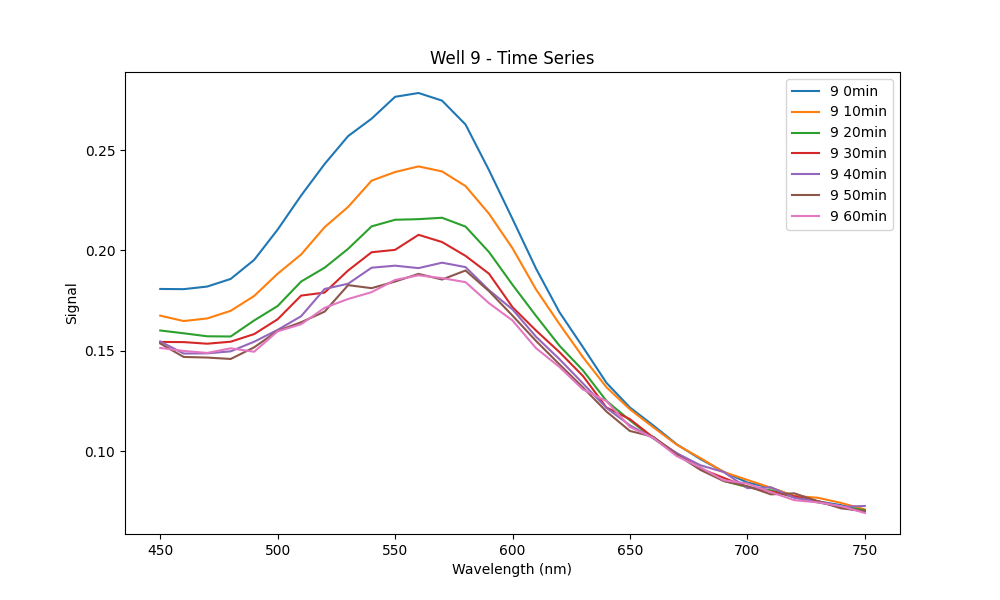 Well 9 - Time Series
9 0min
9 10min
9 20min
9 30min
9 40min
9 50min
9 60min
Signal
0.25
0.20
0.15
0.10
450 500 550 600 650 700 750
Wavelength (nm)